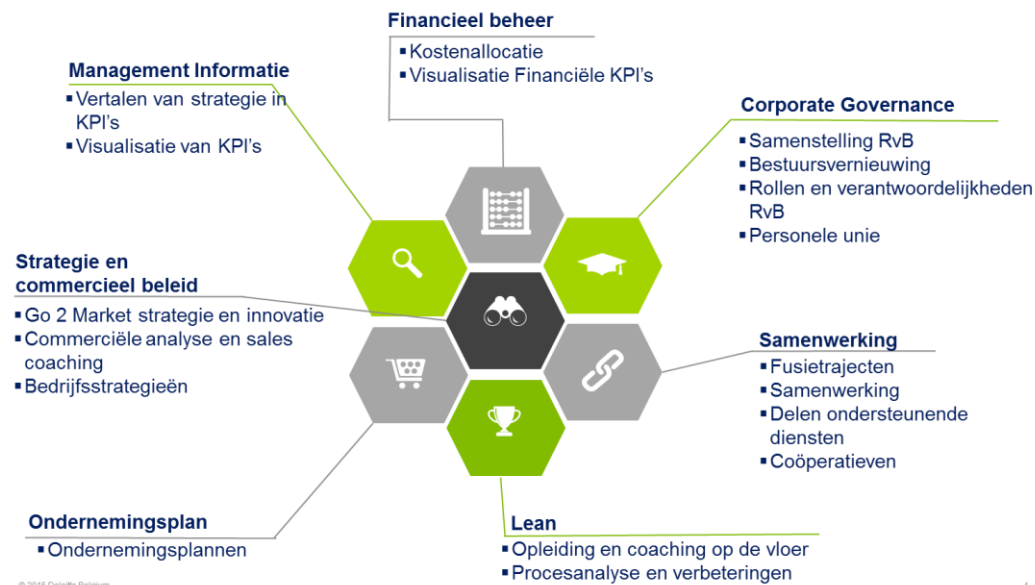 Financieel beheer
▪ Kostenallocatie
▪ Visualisatie Financiële KPI’s
Management Informatie
▪ Vertalen van strategie in
KPI’s
▪ Visualisatie van KPI’s
Corporate Governance
▪ Samenstelling RvB
▪ Bestuursvernieuwing
▪ Rollen en verantwoordelijkheden
RvB
▪ Personele unie
Strategie en
commercieel beleid
▪ Go 2 Market strategie en innovatie
▪ Commerciële analyse en sales
coaching
▪ Bedrijfsstrategieën
Samenwerking
▪ Fusietrajecten
▪ Samenwerking
▪ Delen ondersteunende
diensten
▪ Coöperatieven
Ondernemingsplan
▪ Ondernemingsplannen
Lean
▪ Opleiding en coaching op de vloer
▪ Procesanalyse en verbeteringen